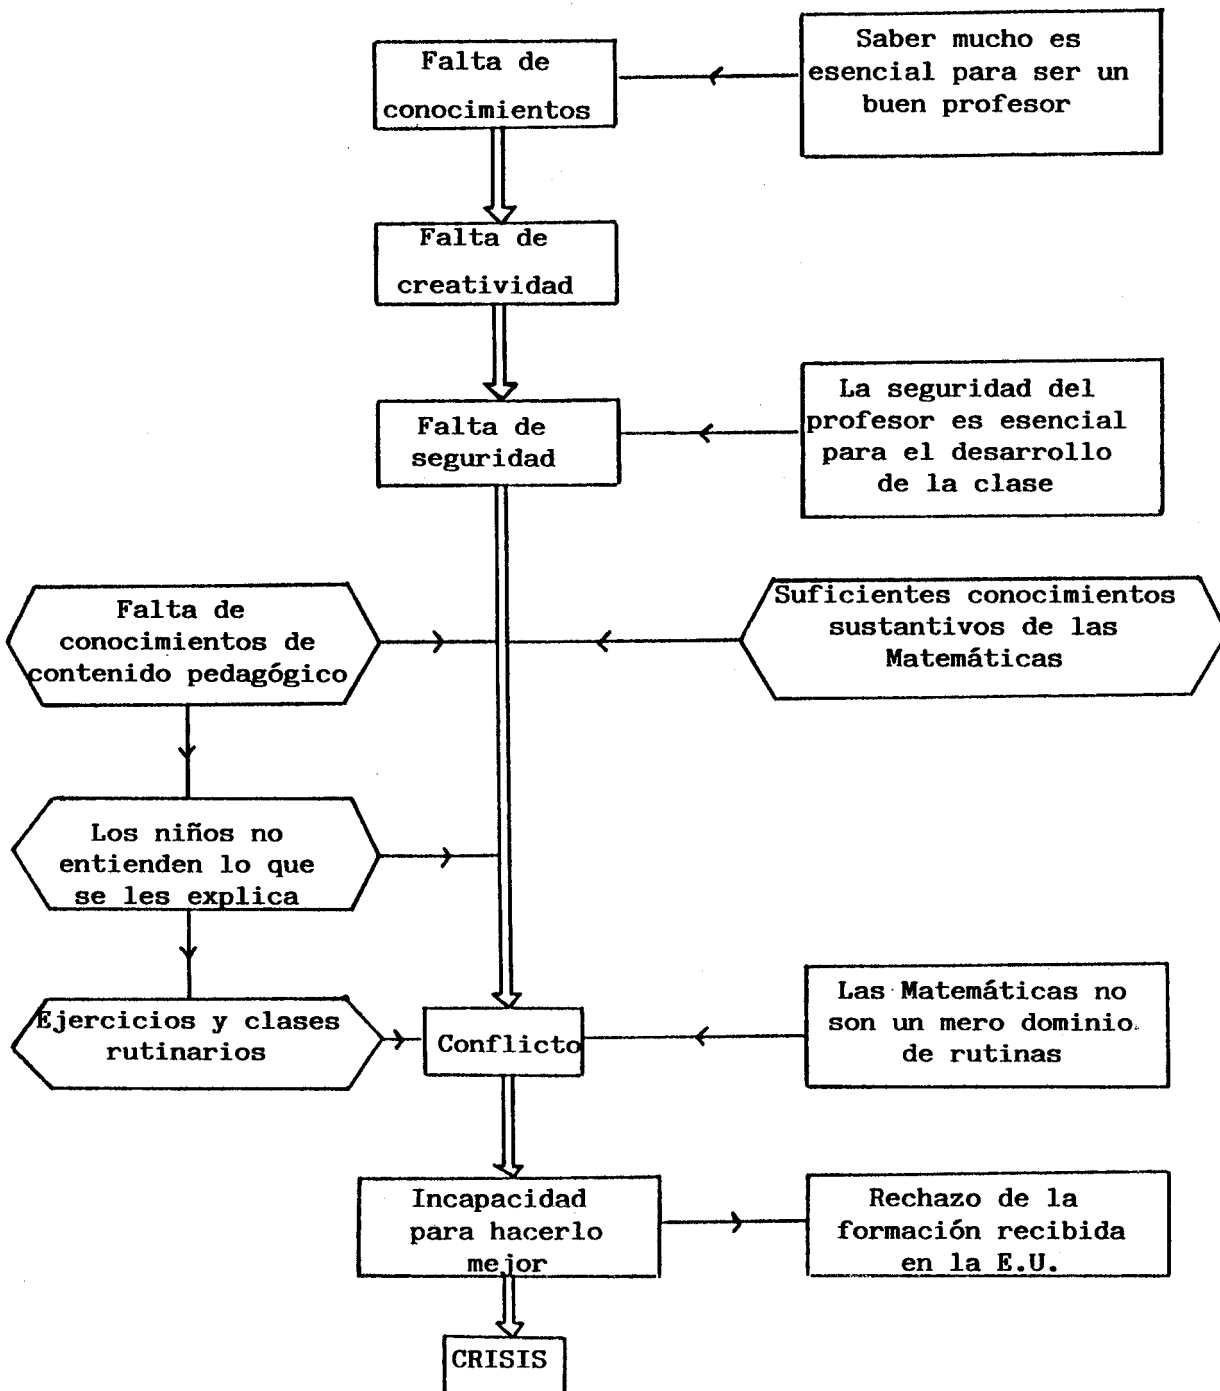 Falta de
conocimientos
Saber mucho es
esencial para ser un
buen profesor
Falta de
creatividad
Falta de
seguridad
La seguridad del
profesor es esencial
para el desarrollo
de la clase
Falta de
conocimientos de
contenido pedagógico
Suficientes conocimientos
sustantivos de las
Matemáticas
Los niños no
entienden lo que
se les explica
Ejercicios y clases
rutinarios
Conflicto
Las Matemáticas no
son un mero dominio
de rutinas
Incapacidad
para hacerlo
mejor
Rechazo de la
formación recibida
en la E.U.
CRISIS